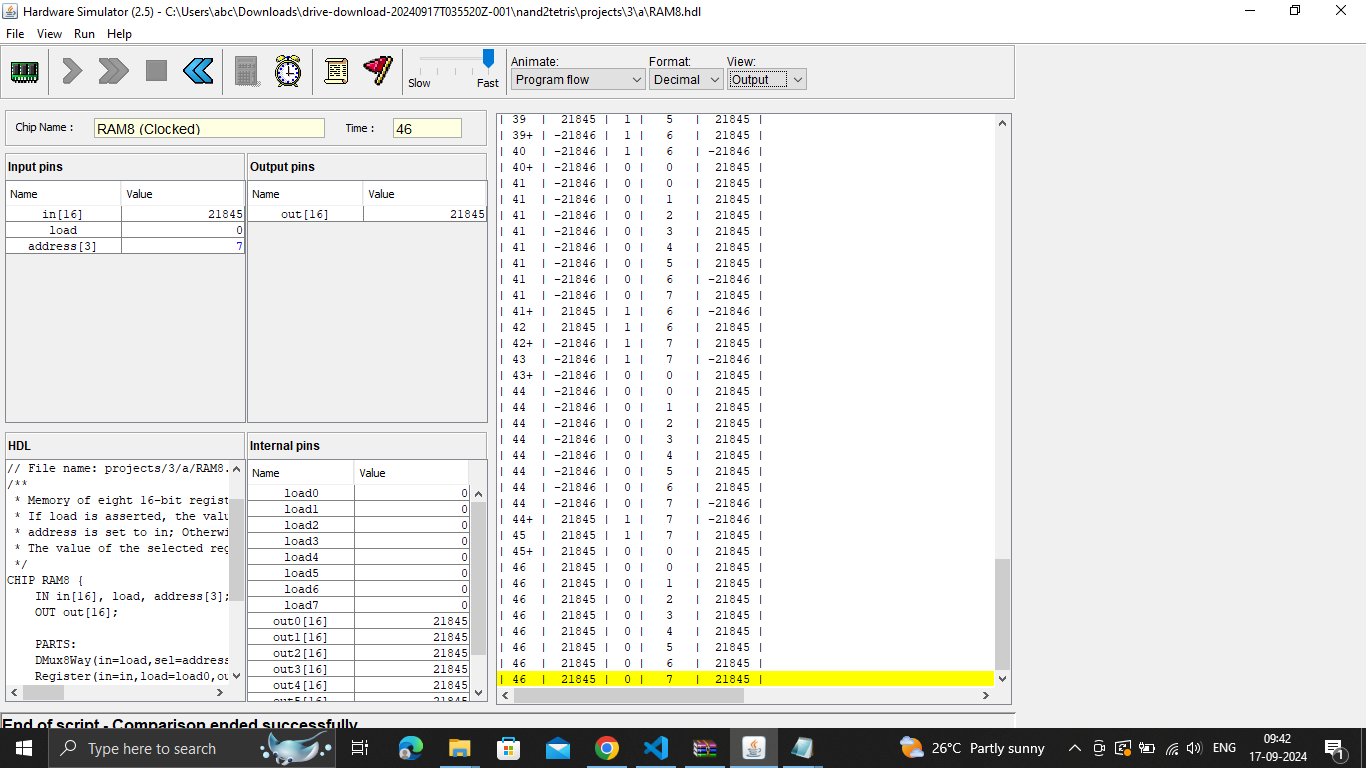 Hardware Simulator (2.5) - C:\Users\abc\Downloads\drive-download-20240917T035520Z-001\nand2tetris\projects\3\a\RAM8.hdl
File View Run Help
Slow Fast
Animate: Format: View:
Program flow Decimal Output
Chip Name : RAM8 (Clocked) Time : 46
Input pins
Name Value
in[16] 21845
load 0
address[3] 7
Output pins
Name Value
out[16] 21845
HDL
// File name: projects/3/a/RAM8.
/**
* Memory of eight 16-bit regist
* If load is asserted, the valu
* address is set to in; Otherwi
* The value of the selected reg
*/
CHIP RAM8 {
IN in[16], load, address[3];
OUT out[16];
PARTS:
DMux8Way(in=load,sel=address
Register(in=in,load=load0,ou
Internal pins
Name Value
load0 0
load1 0
load2 0
load3 0
load4 0
load5 0
load6 0
load7 0
out0[16] 21845
out1[16] 21845
out2[16] 21845
out3[16] 21845
out4[16] 21845
out5[16] 21845
| 39 | 21845 | 1 | 5 | 21845 |
| 39+ | -21846 | 1 | 6 | 21845 |
| 40 | -21846 | 1 | 6 | -21846 |
| 40+ | -21846 | 0 | 0 | 21845 |
| 41 | -21846 | 0 | 0 | 21845 |
| 41 | -21846 | 0 | 1 | 21845 |
| 41 | -21846 | 0 | 2 | 21845 |
| 41 | -21846 | 0 | 3 | 21845 |
| 41 | -21846 | 0 | 4 | 21845 |
| 41 | -21846 | 0 | 5 | 21845 |
| 41 | -21846 | 0 | 6 | -21846 |
| 41 | -21846 | 0 | 7 | 21845 |
| 41+ | 21845 | 1 | 6 | -21846 |
| 42 | 21845 | 1 | 6 | 21845 |
| 42+ | -21846 | 1 | 7 | 21845 |
| 43 | -21846 | 1 | 7 | -21846 |
| 43+ | -21846 | 0 | 0 | 21845 |
| 44 | -21846 | 0 | 0 | 21845 |
| 44 | -21846 | 0 | 1 | 21845 |
| 44 | -21846 | 0 | 2 | 21845 |
| 44 | -21846 | 0 | 3 | 21845 |
| 44 | -21846 | 0 | 4 | 21845 |
| 44 | -21846 | 0 | 5 | 21845 |
| 44 | -21846 | 0 | 6 | 21845 |
| 44 | -21846 | 0 | 7 | -21846 |
| 44+ | 21845 | 1 | 7 | -21846 |
| 45 | 21845 | 1 | 7 | 21845 |
| 45+ | 21845 | 0 | 0 | 21845 |
| 46 | 21845 | 0 | 0 | 21845 |
| 46 | 21845 | 0 | 1 | 21845 |
| 46 | 21845 | 0 | 2 | 21845 |
| 46 | 21845 | 0 | 3 | 21845 |
| 46 | 21845 | 0 | 4 | 21845 |
| 46 | 21845 | 0 | 5 | 21845 |
| 46 | 21845 | 0 | 6 | 21845 |
| 46 | 21845 | 0 | 7 | 21845 |
End of script - Comparison ended successfully
Type here to search
26°C Partly sunny
ENG
09:42
17-09-2024
1